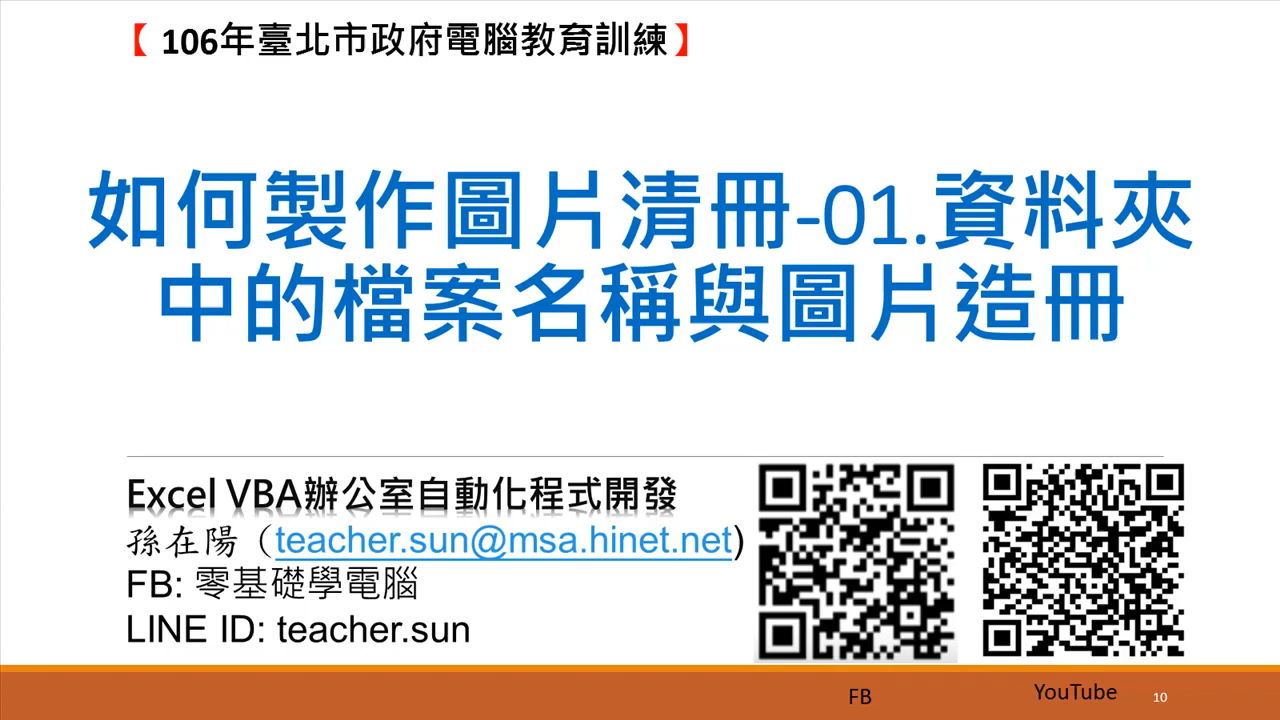 【 106年臺北市政府電腦教育訓練】
如何製作圖片清冊-01.資料夾
中的檔案名稱與圖片造冊
Excel VBA辦公室自動化程式開發
孫在陽（teacher.sun@msa.hinet.net)
FB: 零基礎學電腦
LINE ID: teacher.sun
FB
YouTube
10